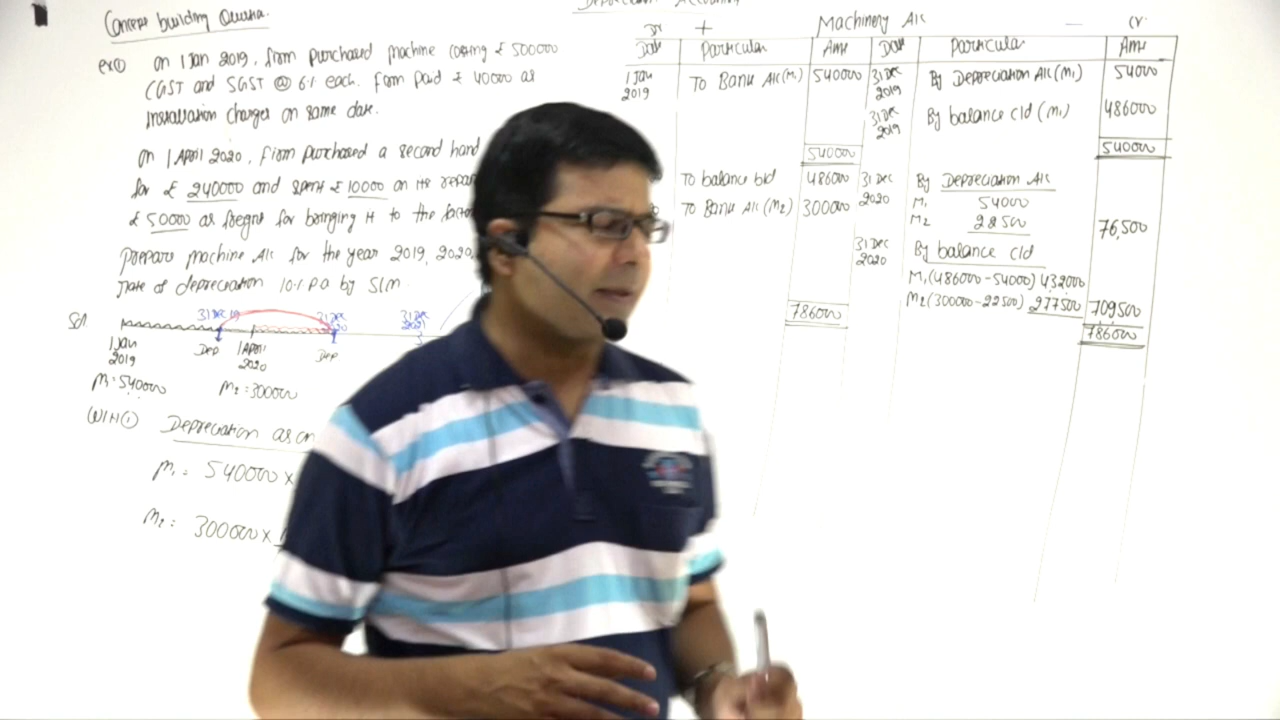 Depreciation Accounting
Concept building Question.
ex① On 1 Jan 2019, firm purchased machine costing ₹ 500000
CGST and SGST @ 6% each. firm paid ₹ 40000 as
Installation charges on same date.
On 1 April 2020, firm purchased a second hand
for ₹ 240000 and spent ₹ 10000 on its repair
₹ 50000 as freight for bringing it to the
Prepare machine A/c for the year 2019, 2020,
rate of depreciation 10% p.a by SLM.
Sol.
31 Dec 19
31 Dec
31 Dec
1 Jan
2019
Dep
1 April
2020
Dep
M₁ = 540000
M₂ = 300000
W/N ①
Depreciation as on
M₁ = 540000 ×
M₂ = 300000 ×
Dr + Machinery A/c — Cr.
Date Particular Amt Date Particular Amt
1 Jan 2019 To Bank A/c (M₁) 540000 31 Dec 2019 By Depreciation A/c (M₁) 54000
31 Dec 2019 By balance c/d (M₁) 486000
540000 540000
To balance b/d 486000 31 Dec 2020 By Depreciation A/c
To Bank A/c (M₂) 300000 M₁ 54000
M₂ 22500 76,500
31 Dec 2020 By balance c/d
M₁ (486000-54000) 432000
M₂ (300000-22500) 277500 709500
786000 786000